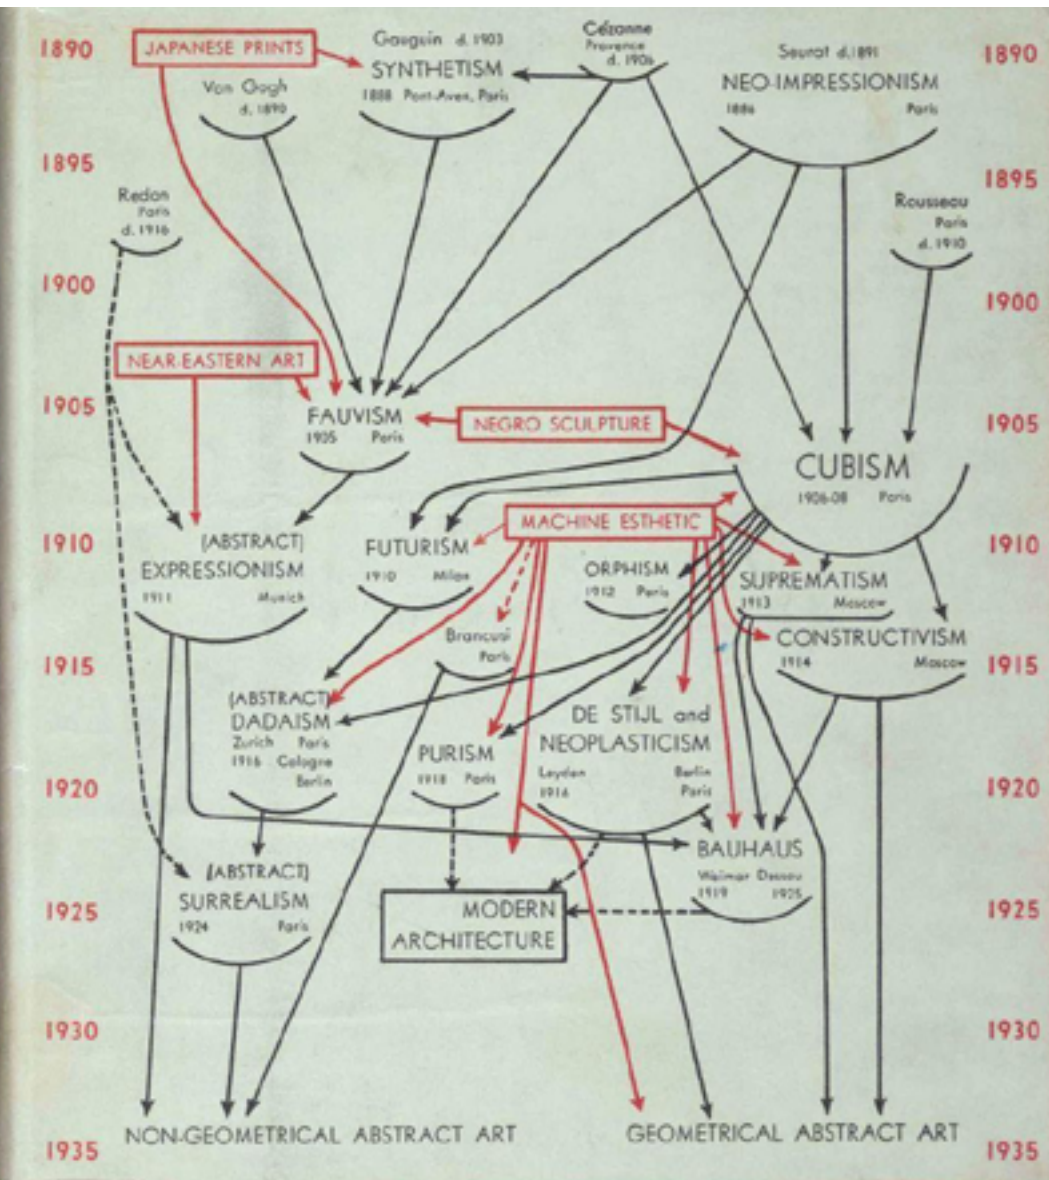 1890
JAPANESE PRINTS
Gauguin d. 1903
SYNTHETISM
1888 Pont-Aven, Paris
Cézanne
Provence
d. 1906
Seurat d. 1891
NEO-IMPRESSIONISM
1886 Paris
1890
Van Gogh
d. 1890
1895
1895
Redon
Paris
d. 1916
Rousseau
Paris
d. 1910
1900
1900
NEAR-EASTERN ART
1905
FAUVISM
1905 Paris
NEGRO SCULPTURE
1905
CUBISM
1906-08 Paris
1910
(ABSTRACT)
EXPRESSIONISM
1911 Munich
FUTURISM
1910 Milan
MACHINE ESTHETIC
ORPHISM
1912 Paris
SUPREMATISM
1913 Moscow
1910
Brancusi
Paris
CONSTRUCTIVISM
1914 Moscow
1915
1915
(ABSTRACT)
DADAISM
Zurich Paris
1916 Cologne
Berlin
PURISM
1918 Paris
DE STIJL and
NEOPLASTICISM
Leyden Berlin
1916 Paris
1920
1920
BAUHAUS
Weimar Dessau
1919 1925
(ABSTRACT)
SURREALISM
1924 Paris
1925
MODERN
ARCHITECTURE
1925
1930
1930
NON-GEOMETRICAL ABSTRACT ART
GEOMETRICAL ABSTRACT ART
1935
1935